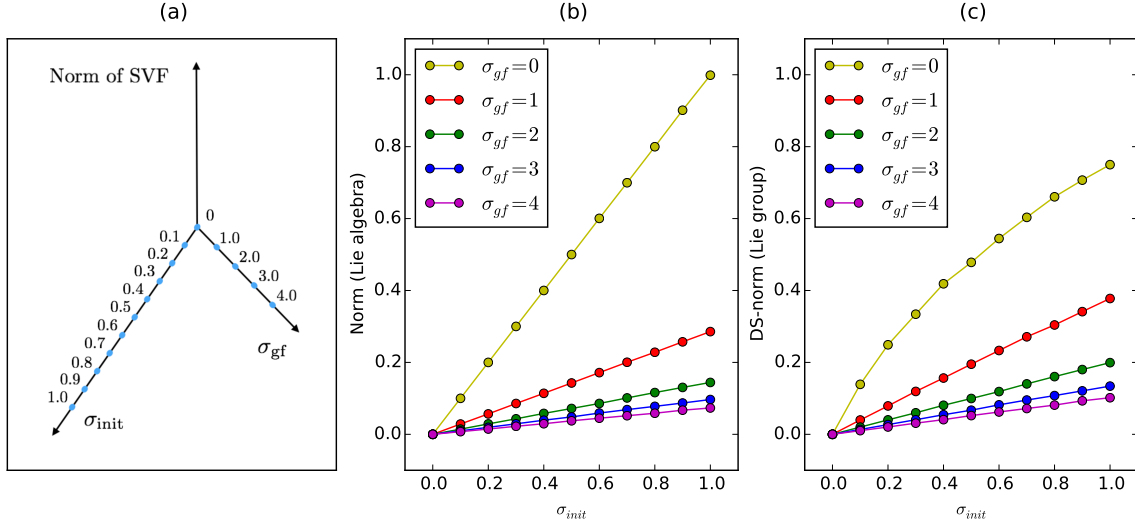 (a)
Norm of SVF
0
0.1
0.2
0.3
0.4
0.5
0.6
0.7
0.8
0.9
1.0
1.0
2.0
3.0
4.0
σ_gf
σ_init
(b)
Norm (Lie algebra)
1.0
0.8
0.6
0.4
0.2
0.0
σ_gf=0
σ_gf=1
σ_gf=2
σ_gf=3
σ_gf=4
0.0 0.2 0.4 0.6 0.8 1.0
σ_init
(c)
DS-norm (Lie group)
1.0
0.8
0.6
0.4
0.2
0.0
σ_gf=0
σ_gf=1
σ_gf=2
σ_gf=3
σ_gf=4
0.0 0.2 0.4 0.6 0.8 1.0
σ_init